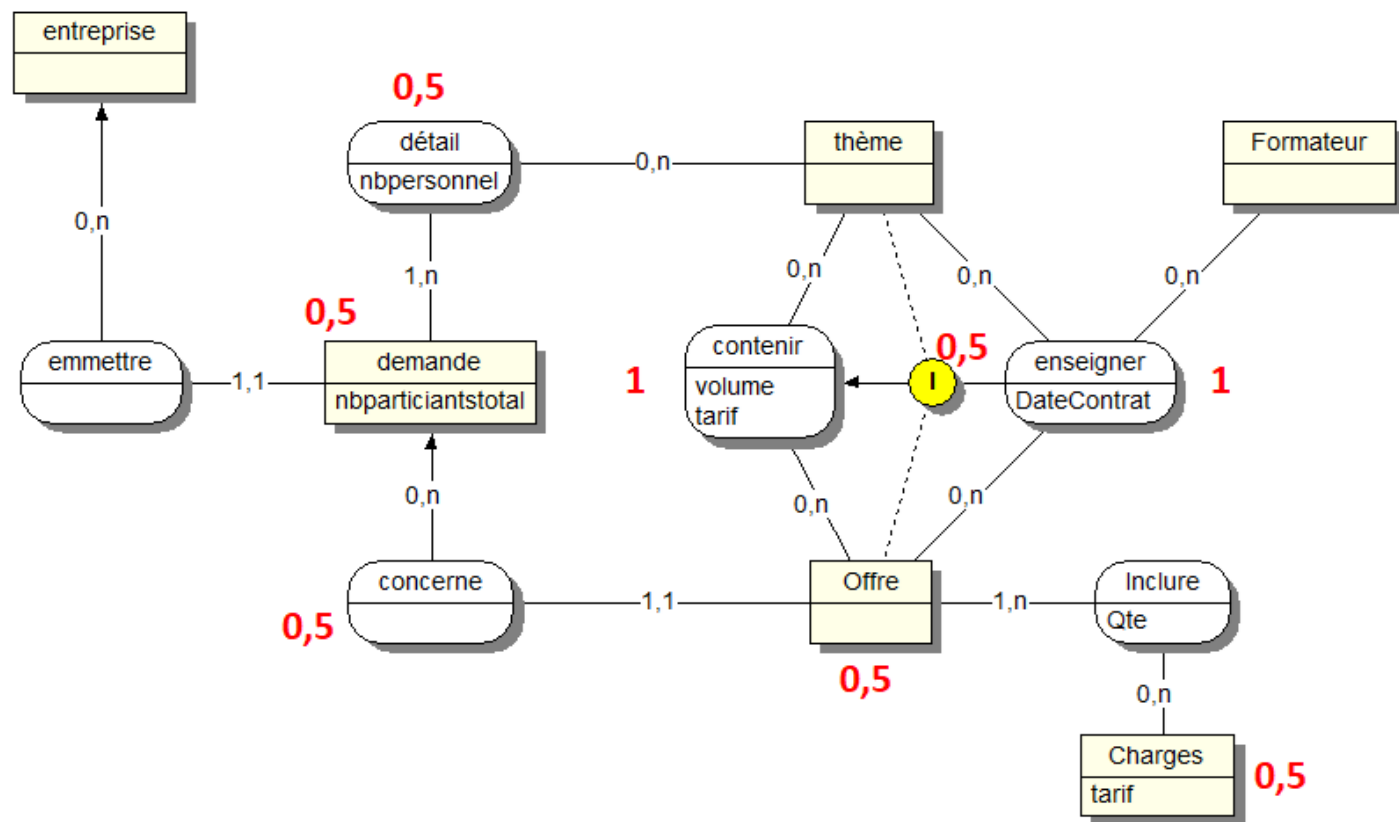 entreprise
0,5
détail
nbpersonnel
0,n
thème
Formateur
0,n
1,n
0,n
0,n
0,n
0,5
emmettre
1,1
demande
nbparticiantstotal
1
contenir
volume
tarif
0,5
I
enseigner
DateContrat
1
0,n
0,n
0,n
concerne
0,5
1,1
Offre
0,5
1,n
Inclure
Qte
0,n
Charges
tarif
0,5